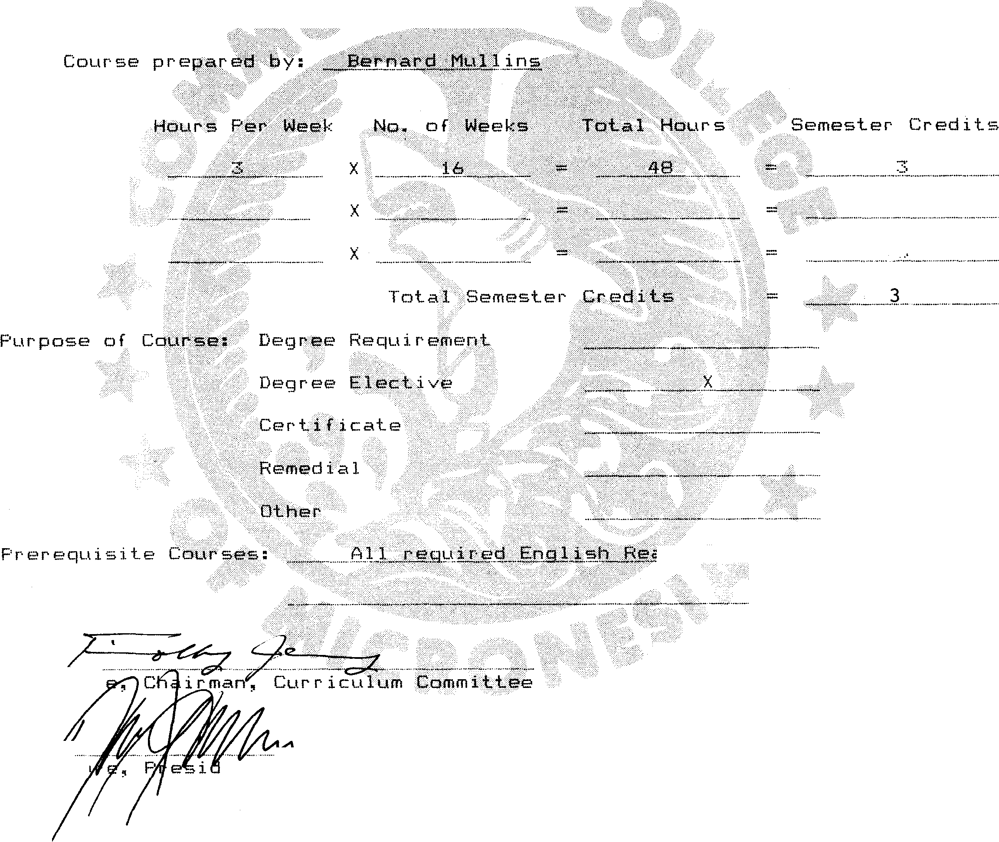 Course prepared by: Bernard Mullins
Hours Per Week No. of Weeks Total Hours Semester Credits
3 X 16 = 48 = 3
X = =
X = =
Total Semester Credits = 3
Purpose of Course: Degree Requirement
Degree Elective X
Certificate
Remedial
Other
Prerequisite Courses: All required English Rea
e, Chairman, Curriculum Committee
e, Presid
COLLEGE
MICRONESI